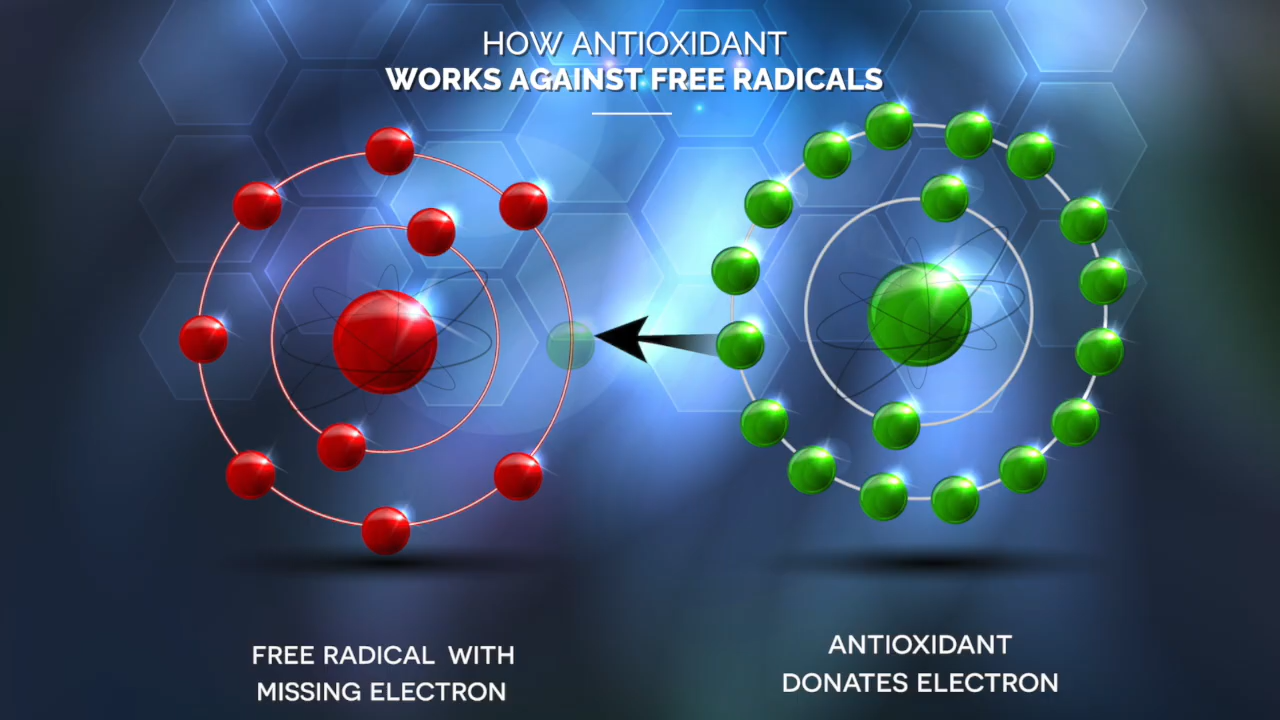 HOW ANTIOXIDANT
WORKS AGAINST FREE RADICALS
FREE RADICAL WITH
MISSING ELECTRON
ANTIOXIDANT
DONATES ELECTRON